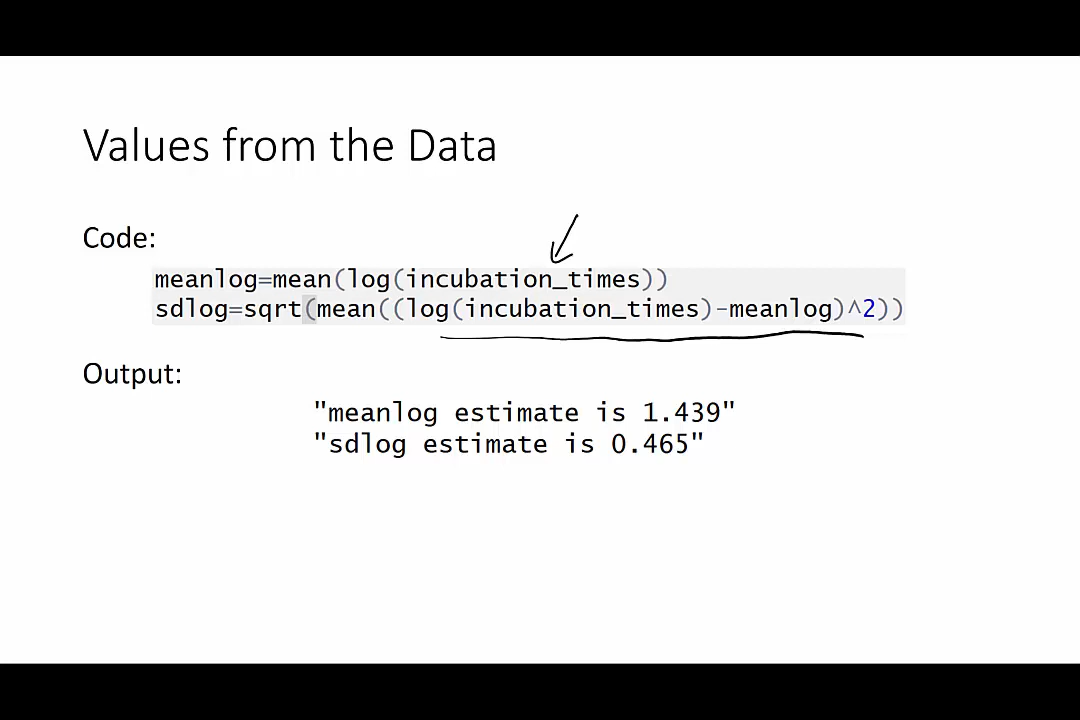 Values from the Data
Code:
meanlog=mean(log(incubation_times))
sdlog=sqrt(mean((log(incubation_times)-meanlog)^2))
Output:
"meanlog estimate is 1.439"
"sdlog estimate is 0.465"